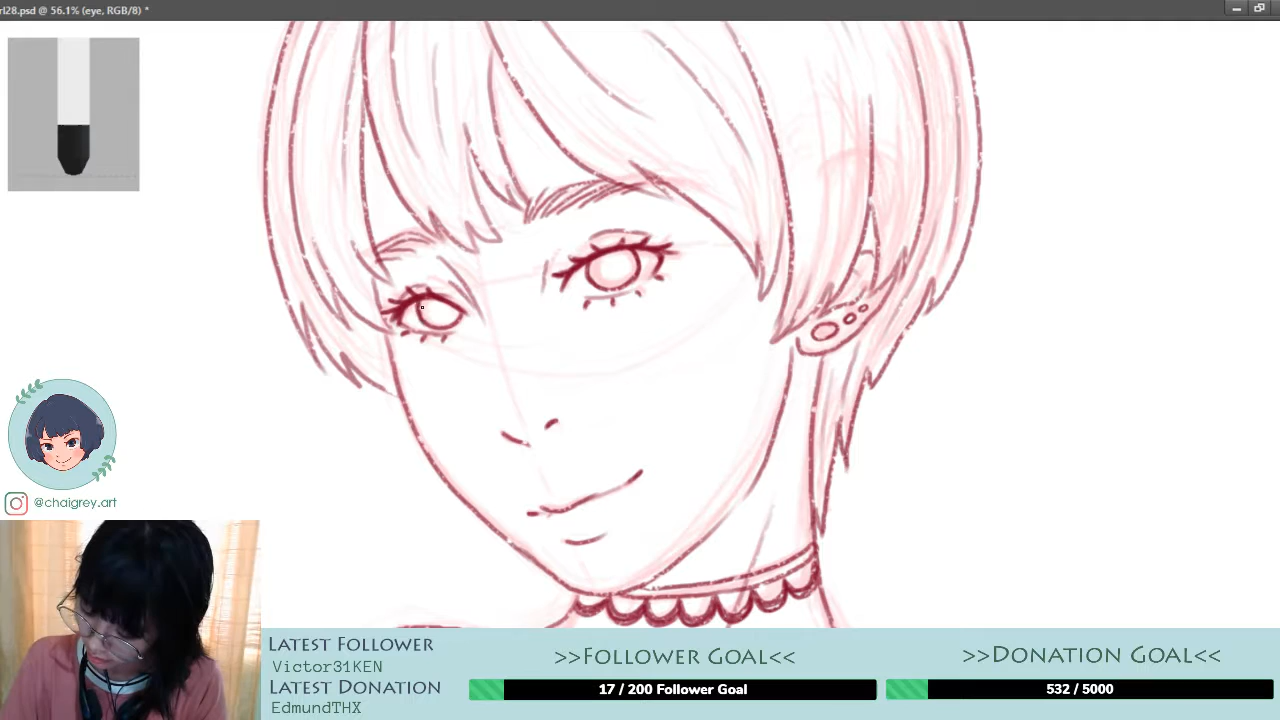 rl28.psd @ 56.1% (eye, RGB/8) *
@chaigrey.art
LATEST FOLLOWER
Victor31KEN
LATEST DONATION
EdmundTHX
>>FOLLOWER GOAL<<
17 / 200 Follower Goal
>>DONATION GOAL<<
532 / 5000